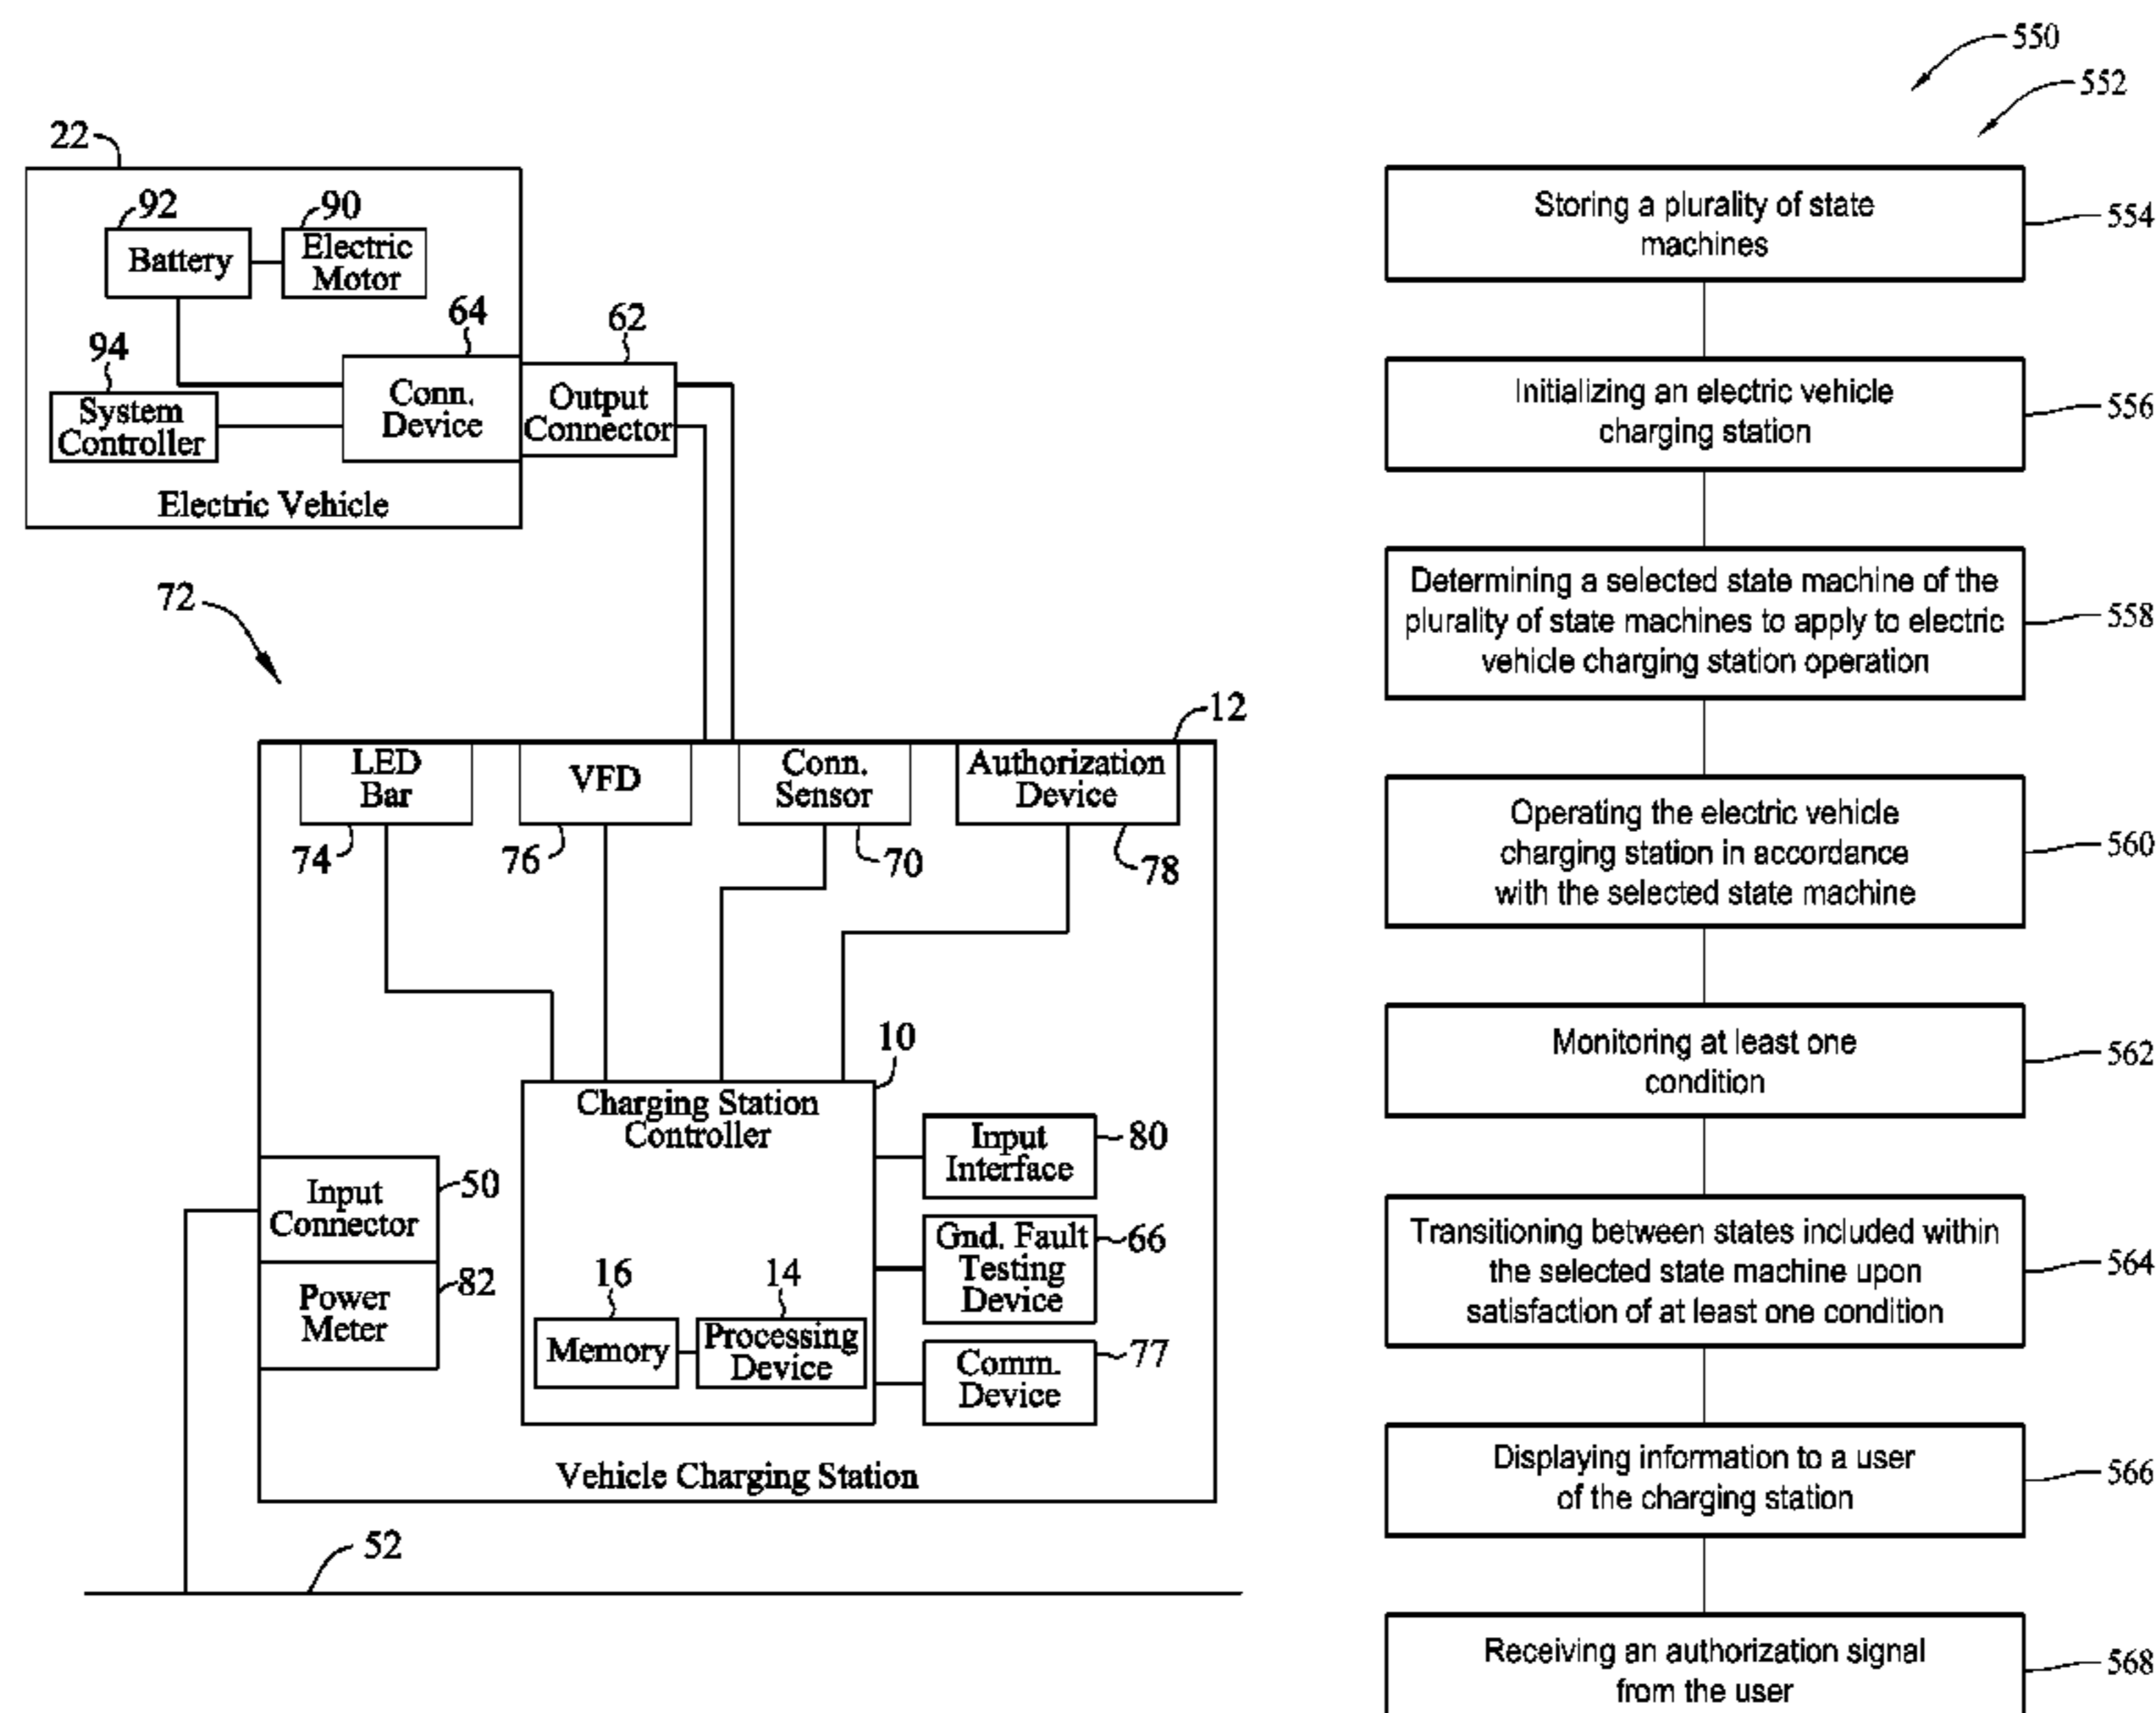 22
92
90
Battery
Electric
Motor
94
64
62
System
Controller
Conn.
Device
Output
Connector
Electric Vehicle
72
12
LED
Bar
VFD
Conn.
Sensor
Authorization
Device
74
76
70
78
10
Charging Station
Controller
Input
Interface
80
Input
Connector
50
Gnd. Fault
Testing
Device
66
Power
Meter
82
16
14
Memory
Processing
Device
Comm.
Device
77
Vehicle Charging Station
52
550
552
Storing a plurality of state
machines
554
Initializing an electric vehicle
charging station
556
Determining a selected state machine of the
plurality of state machines to apply to electric
vehicle charging station operation
558
Operating the electric vehicle
charging station in accordance
with the selected state machine
560
Monitoring at least one
condition
562
Transitioning between states included within
the selected state machine upon
satisfaction of at least one condition
564
Displaying information to a user
of the charging station
566
Receiving an authorization signal
from the user
568